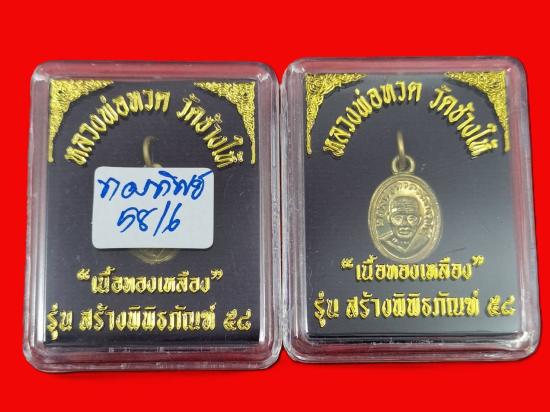 หลวงพ่อทวด วัดช้างให้
ทองทิพย์
58/6
“เนื้อทองเหลือง”
รุ่น สร้างพิพิธภัณฑ์ ๕๘
หลวงพ่อทวด วัดช้างให้
“เนื้อทองเหลือง”
รุ่น สร้างพิพิธภัณฑ์ ๕๘